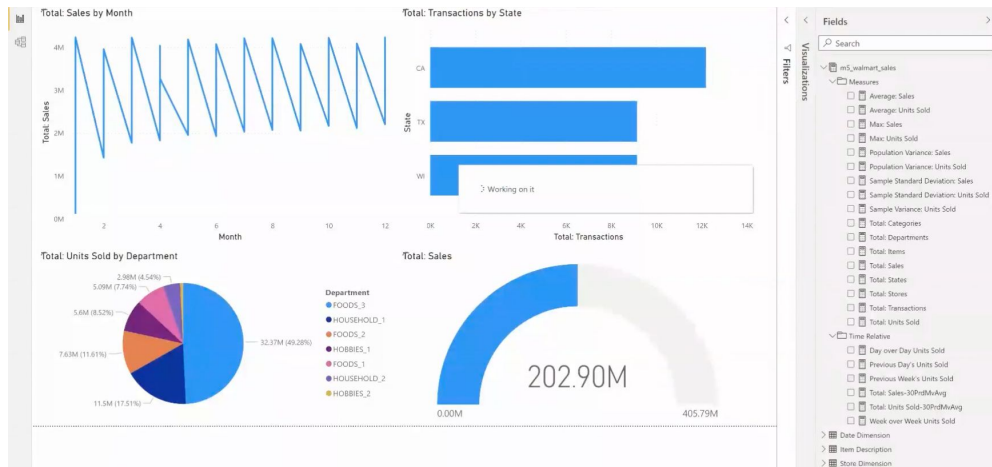 Total: Sales by Month
4M
3M
2M
1M
0M
Total: Sales
2
4
6
8
10
12
Month
Total: Transactions by State
CA
TX
WI
State
Working on it
0K
2K
4K
6K
8K
10K
12K
14K
Total: Transactions
Total: Units Sold by Department
2.98M (4.54%)
5.09M (7.74%)
5.6M (8.52%)
7.63M (11.61%)
11.5M (17.51%)
32.37M (49.28%)
Department
FOODS_3
HOUSEHOLD_1
FOODS_2
HOBBIES_1
FOODS_1
HOUSEHOLD_2
HOBBIES_2
Total: Sales
202.90M
0.00M
405.79M
Filters
Visualizations
Fields
Search
m5_walmart_sales
Measures
Average: Sales
Average: Units Sold
Max: Sales
Max: Units Sold
Population Variance: Sales
Population Variance: Units Sold
Sample Standard Deviation: Sales
Sample Standard Deviation: Units Sold
Sample Variance: Units Sold
Total: Categories
Total: Departments
Total: Items
Total: Sales
Total: States
Total: Stores
Total: Transactions
Total: Units Sold
Time Relative
Day over Day Units Sold
Previous Day's Units Sold
Previous Week's Units Sold
Total: Sales-30PrdMvAvg
Total: Units Sold-30PrdMvAvg
Week over Week Units Sold
Date Dimension
Item Description
Store Dimension